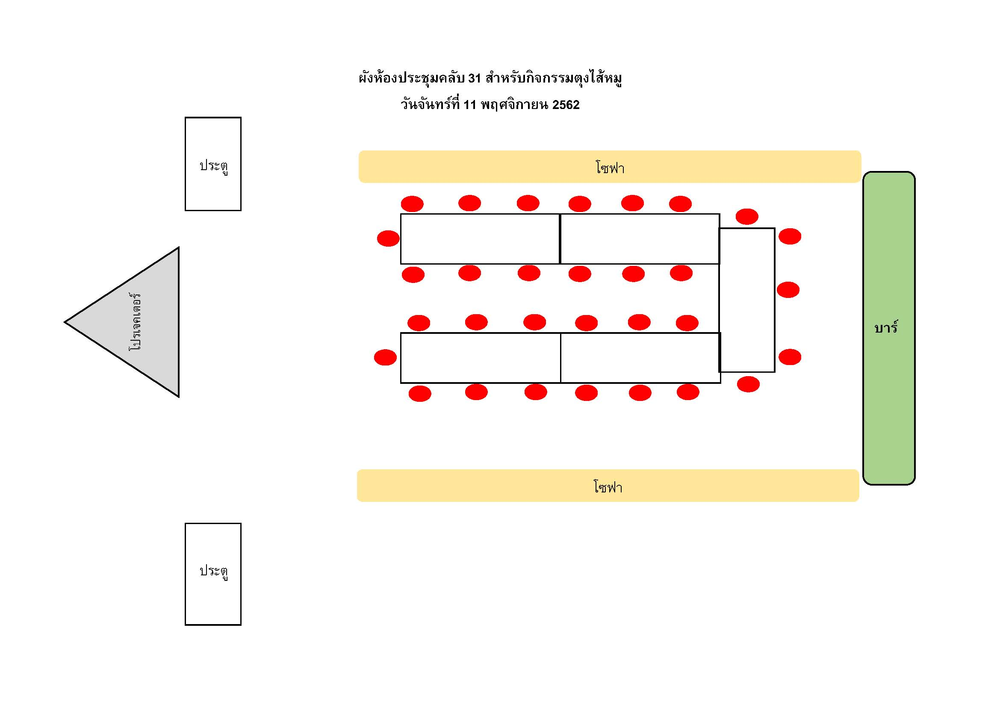 ผังห้องประชุมคลับ 31 สำหรับกิจกรรมตุงไส้หมู
วันจันทร์ที่ 11 พฤศจิกายน 2562
ประตู
โซฟา
โปรเจคเตอร์
บาร์
โซฟา
ประตู